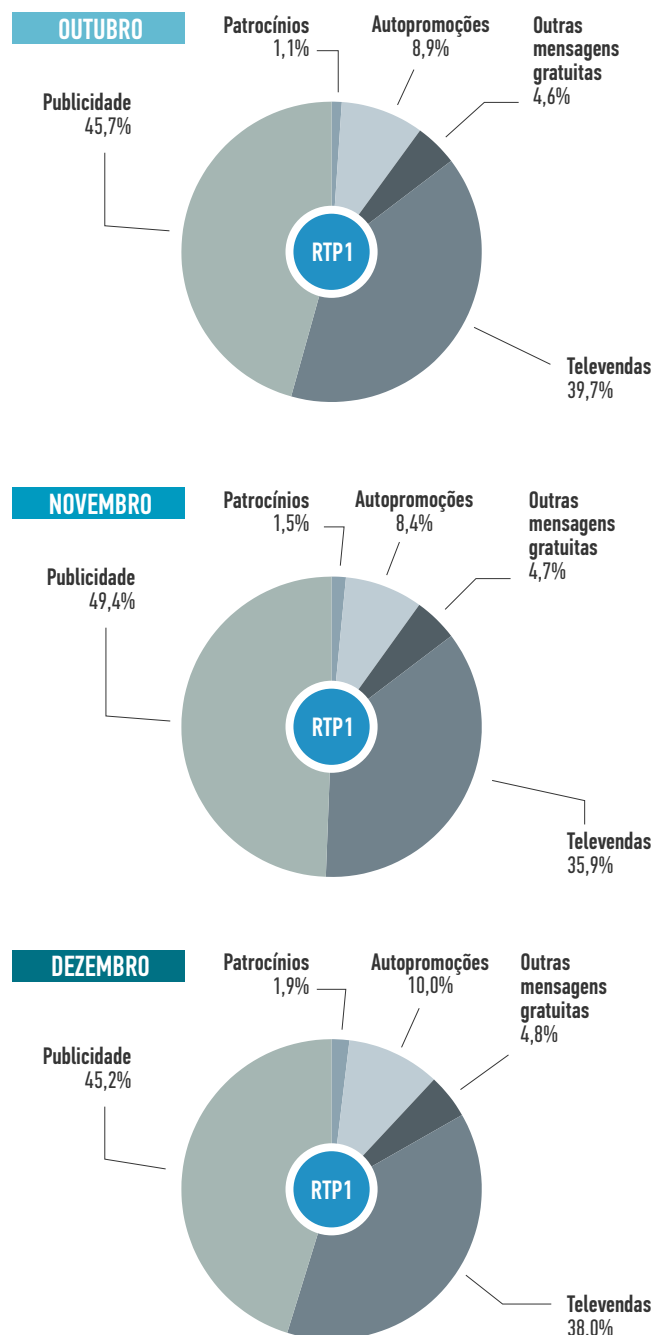 OUTUBRO
Patrocínios
1,1%
Autopromoções
8,9%
Outras
mensagens
gratuitas
4,6%
Publicidade
45,7%
RTP1
Televendas
39,7%
NOVEMBRO
Patrocínios
1,5%
Autopromoções
8,4%
Outras
mensagens
gratuitas
4,7%
Publicidade
49,4%
RTP1
Televendas
35,9%
DEZEMBRO
Patrocínios
1,9%
Autopromoções
10,0%
Outras
mensagens
gratuitas
4,8%
Publicidade
45,2%
RTP1
Televendas
38,0%